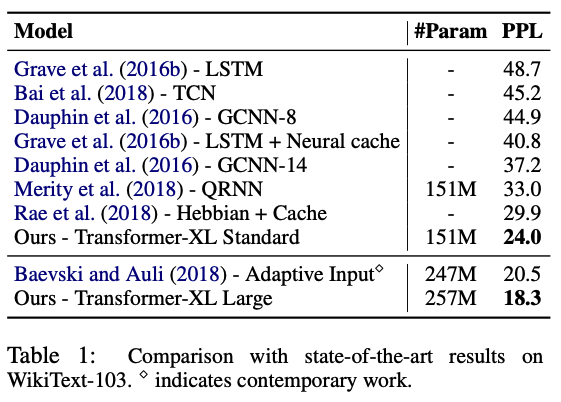 Model #Param PPL
Grave et al. (2016b) - LSTM - 48.7
Bai et al. (2018) - TCN - 45.2
Dauphin et al. (2016) - GCNN-8 - 44.9
Grave et al. (2016b) - LSTM + Neural cache - 40.8
Dauphin et al. (2016) - GCNN-14 - 37.2
Merity et al. (2018) - QRNN 151M 33.0
Rae et al. (2018) - Hebbian + Cache - 29.9
Ours - Transformer-XL Standard 151M 24.0
Baevski and Auli (2018) - Adaptive Input◇ 247M 20.5
Ours - Transformer-XL Large 257M 18.3
Table 1: Comparison with state-of-the-art results on
WikiText-103. ◇ indicates contemporary work.